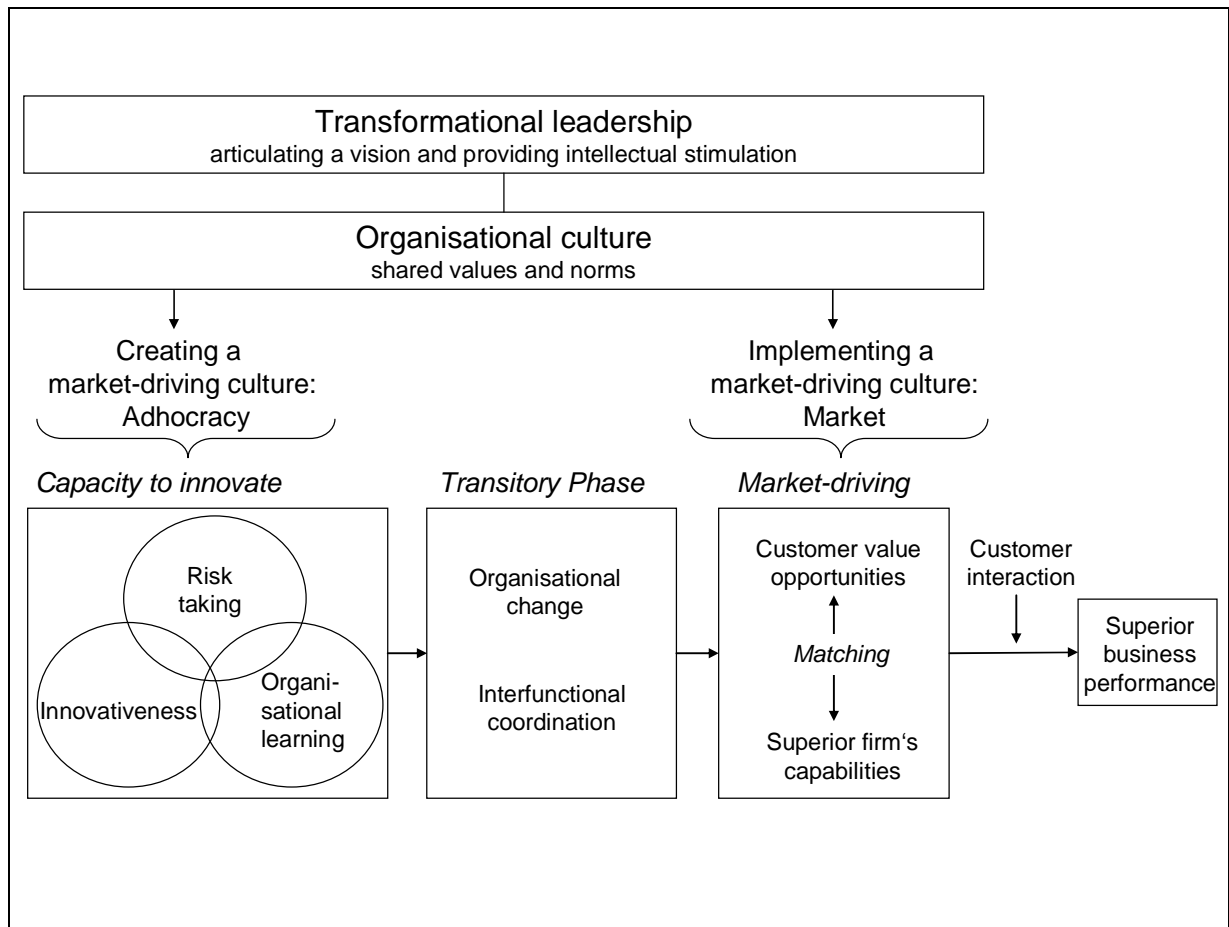 Transformational leadership
articulating a vision and providing intellectual stimulation
Organisational culture
shared values and norms
Creating a
market-driving culture:
Adhocracy
Implementing a
market-driving culture:
Market
Capacity to innovate
Transitory Phase
Market-driving
Risk
taking
Innovativeness
Organi-
sational
learning
Organisational
change
Interfunctional
coordination
Customer value
opportunities
Matching
Superior firm‘s
capabilities
Customer
interaction
Superior
business
performance